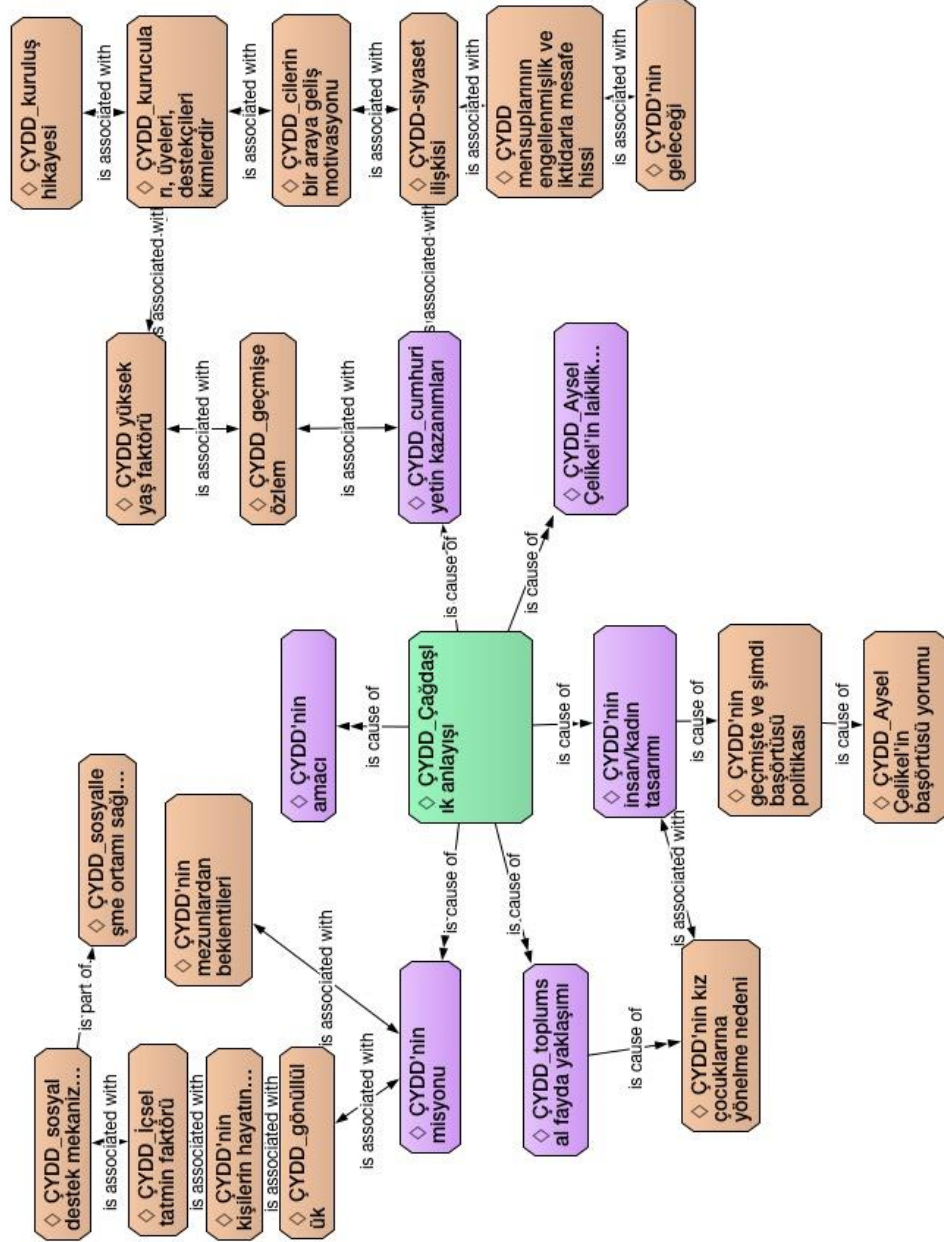 ◇ ÇYDD_sosyal
destek mekaniz...
is part of
◇ ÇYDD_sosyalle
şme ortamı sağl...
is associated with
◇ ÇYDD_İçsel
tatmin faktörü
is associated with
◇ ÇYDD'nin
kişilerin hayatın...
is associated with
◇ ÇYDD_gönüllül
ük
is associated with
◇ ÇYDD'nin
mezunlardan
beklentileri
is associated with
◇ ÇYDD'nin
misyonu
is cause of
◇ ÇYDD_toplums
al fayda yaklaşımı
is cause of
is cause of
◇ ÇYDD'nin kız
çocuklarına
yönelme nedeni
is associated with
◇ ÇYDD'nin
amacı
is cause of
◇ ÇYDD_Çağdaşl
ık anlayışı
is cause of
◇ ÇYDD'nin
insan/kadın
tasarımı
is cause of
◇ ÇYDD'nin
geçmişte ve şimdi
başörtüsü
politikası
is cause of
◇ ÇYDD_Aysel
Çelikel'in
başörtüsü yorumu
is cause of
is cause of
◇ ÇYDD yüksek
yaş faktörü
is associated with
◇ ÇYDD_geçmişe
özlem
is associated with
◇ ÇYDD_cumhuri
yetin kazanımları
◇ ÇYDD_Aysel
Çelikel'in laiklik...
is associated with
is associated with
◇ ÇYDD_kuruluş
hikayesi
is associated with
◇ ÇYDD_kurucula
rı, üyeleri,
destekçileri
kimlerdir
is associated with
◇ ÇYDD_cilerin
bir araya geliş
motivasyonu
is associated with
◇ ÇYDD-siyaset
ilişkisi
is associated with
◇ ÇYDD
mensuplarının
engellenmişlik ve
iktidarla mesafe
hissi
is associated with
◇ ÇYDD'nin
geleceği